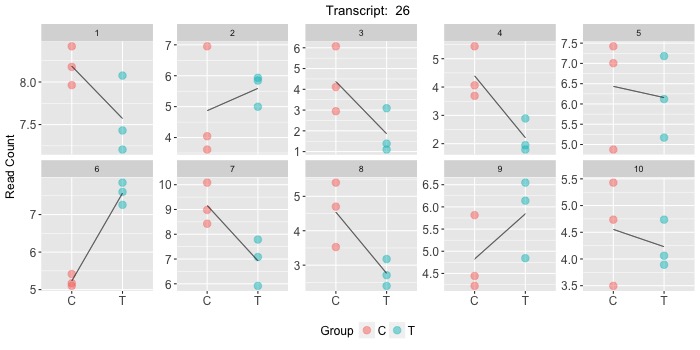 Transcript: 26
1 2 3 4 5
8.0 7.5
7 6 5 4
6 5 4 3 2 1
5 4 3 2
7.5 7.0 6.5 6.0 5.5 5.0
Read Count
6 7 8 9 10
7 6 5
10 9 8 7 6
5 4 3
6.5 6.0 5.5 5.0 4.5
5.5 5.0 4.5 4.0 3.5
C T C T C T C T C T
Group C T